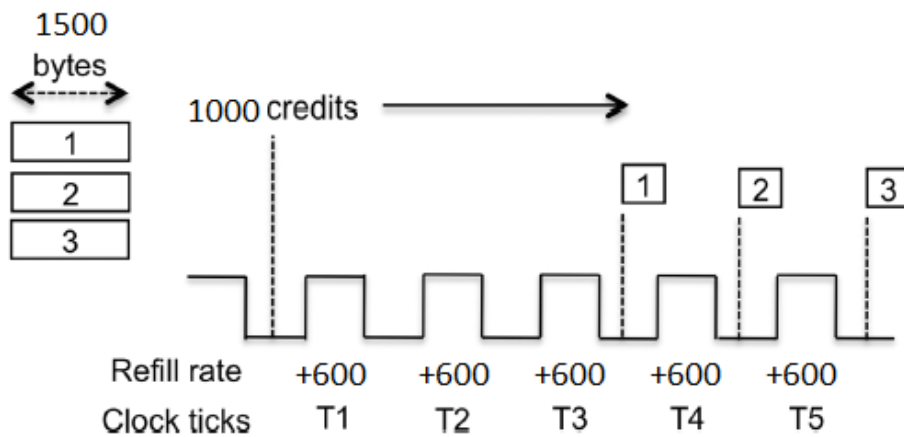 1500
bytes
1000 credits
1
2
3
1 2 3
Refill rate +600 +600 +600 +600 +600
Clock ticks T1 T2 T3 T4 T5